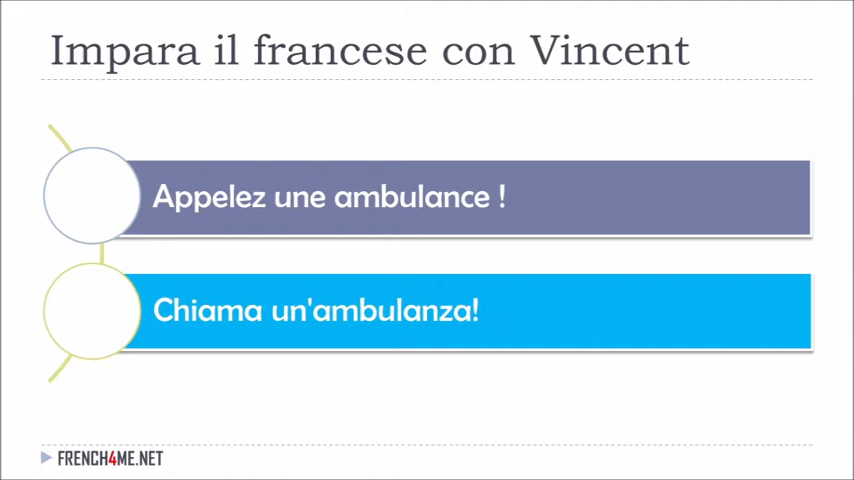 Impara il francese con Vincent
Appelez une ambulance !
Chiama un'ambulanza!
FRENCH4ME.NET